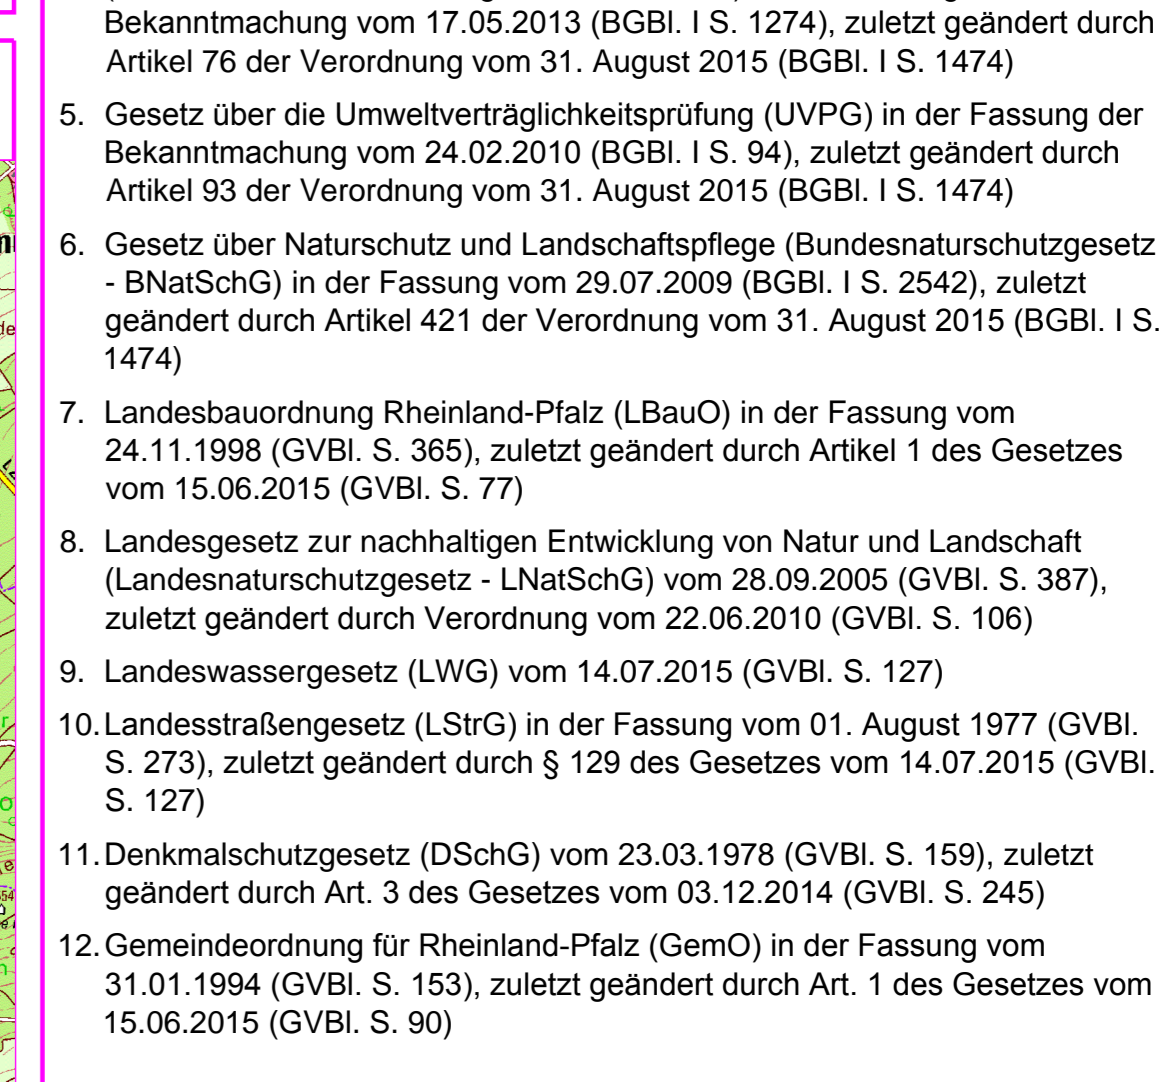 Bekanntmachung vom 17.05.2013 (BGBl. I S. 1274), zuletzt geändert durch
Artikel 76 der Verordnung vom 31. August 2015 (BGBl. I S. 1474)
5. Gesetz über die Umweltverträglichkeitsprüfung (UVPG) in der Fassung der
Bekanntmachung vom 24.02.2010 (BGBl. I S. 94), zuletzt geändert durch
Artikel 93 der Verordnung vom 31. August 2015 (BGBl. I S. 1474)
6. Gesetz über Naturschutz und Landschaftspflege (Bundesnaturschutzgesetz
- BNatSchG) in der Fassung vom 29.07.2009 (BGBl. I S. 2542), zuletzt
geändert durch Artikel 421 der Verordnung vom 31. August 2015 (BGBl. I S.
1474)
7. Landesbauordnung Rheinland-Pfalz (LBauO) in der Fassung vom
24.11.1998 (GVBl. S. 365), zuletzt geändert durch Artikel 1 des Gesetzes
vom 15.06.2015 (GVBl. S. 77)
8. Landesgesetz zur nachhaltigen Entwicklung von Natur und Landschaft
(Landesnaturschutzgesetz - LNatSchG) vom 28.09.2005 (GVBl. S. 387),
zuletzt geändert durch Verordnung vom 22.06.2010 (GVBl. S. 106)
9. Landeswassergesetz (LWG) vom 14.07.2015 (GVBl. S. 127)
10. Landesstraßengesetz (LStrG) in der Fassung vom 01. August 1977 (GVBl.
S. 273), zuletzt geändert durch § 129 des Gesetzes vom 14.07.2015 (GVBl.
S. 127)
11. Denkmalschutzgesetz (DSchG) vom 23.03.1978 (GVBl. S. 159), zuletzt
geändert durch Art. 3 des Gesetzes vom 03.12.2014 (GVBl. S. 245)
12. Gemeindeordnung für Rheinland-Pfalz (GemO) in der Fassung vom
31.01.1994 (GVBl. S. 153), zuletzt geändert durch Art. 1 des Gesetzes vom
15.06.2015 (GVBl. S. 90)